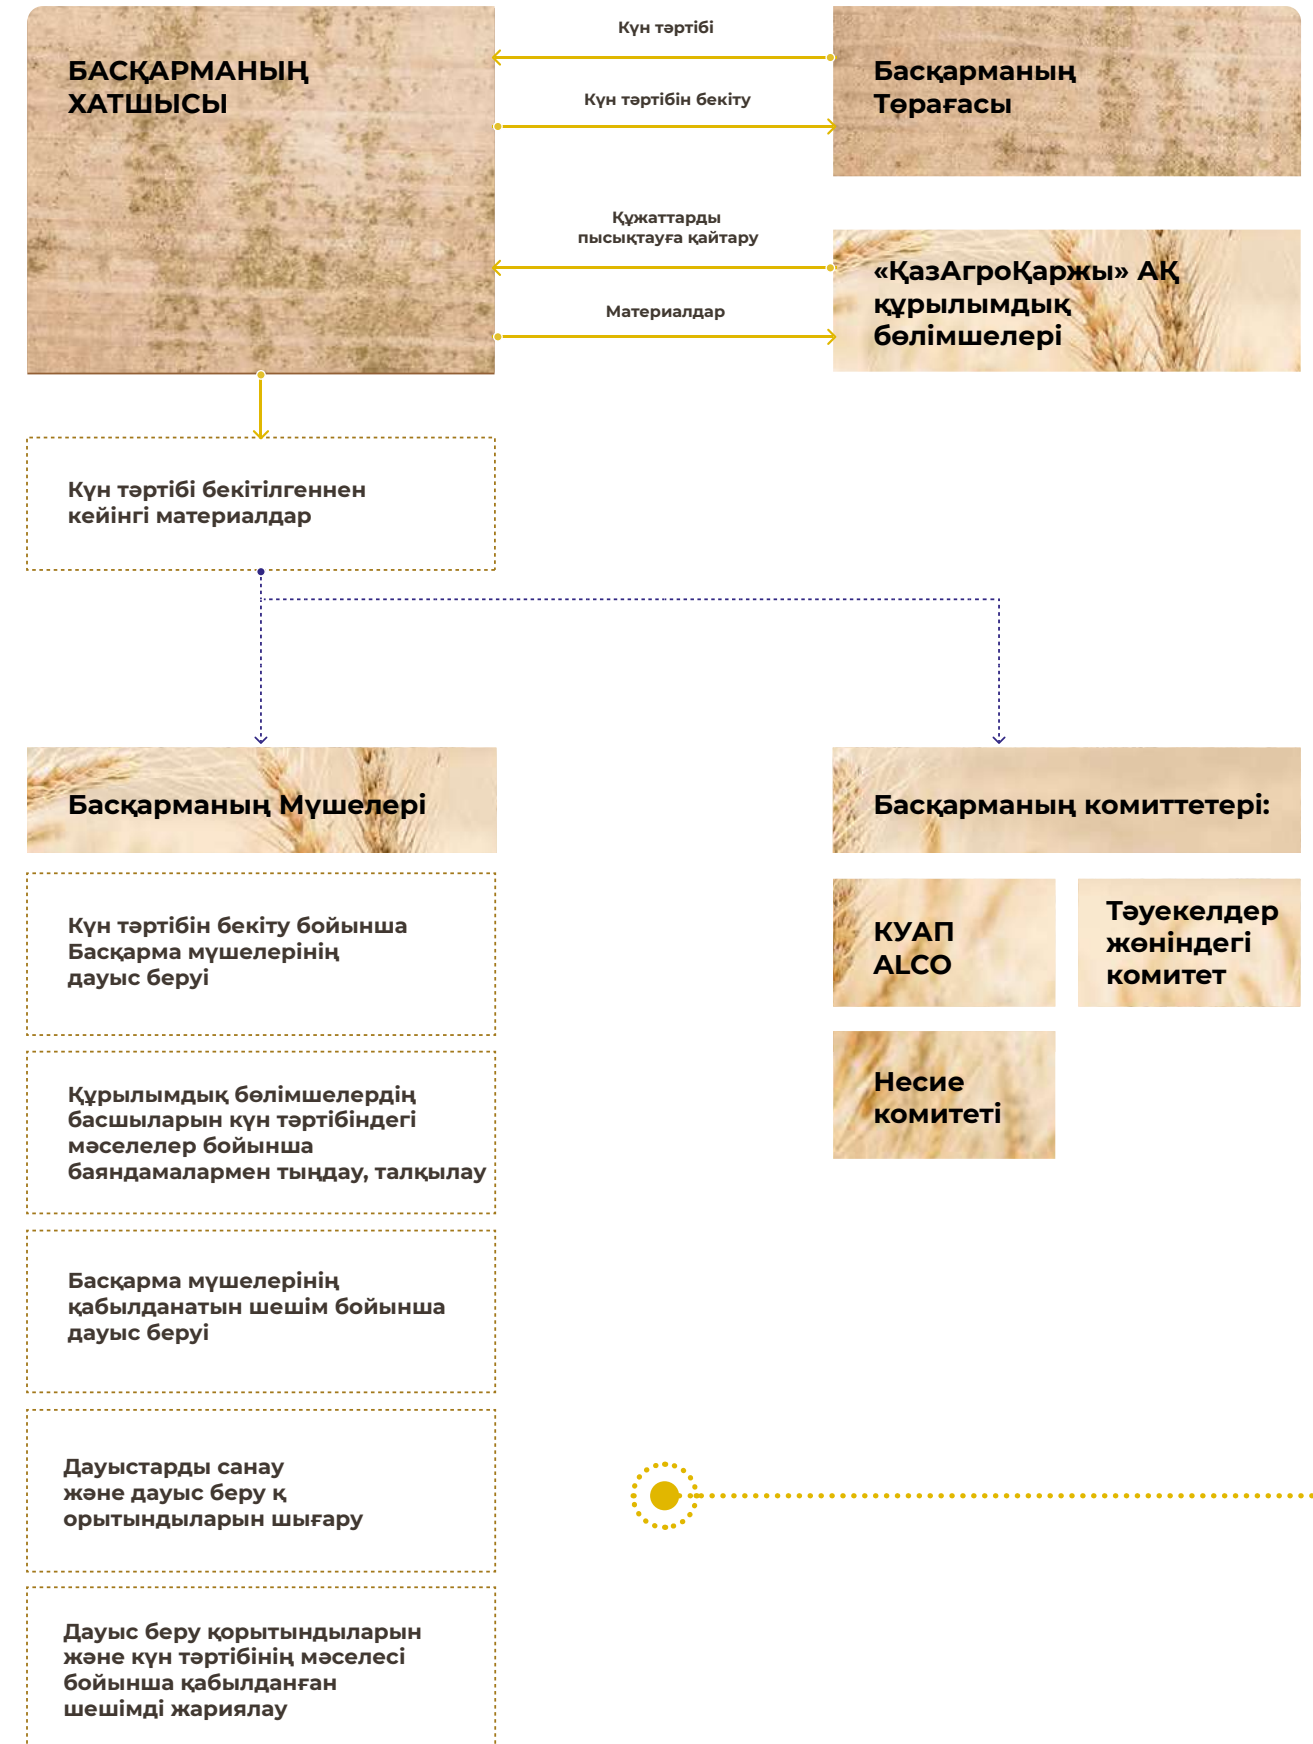 БАСҚАРМАНЫҢ
ХАТШЫСЫ
Күн тәртібі
Күн тәртібін бекіту
Басқарманың
Төрағасы
Құжаттарды
пысықтауға қайтару
Материалдар
«ҚазАгроҚаржы» АҚ
құрылымдық
бөлімшелері
Күн тәртібі бекітілгеннен
кейінгі материалдар
Басқарманың Мүшелері
Күн тәртібін бекіту бойынша
Басқарма мүшелерінің
дауыс беруі
Құрылымдық бөлімшелердің
басшыларын күн тәртібіндегі
мәселелер бойынша
баяндамалармен тыңдау, талқылау
Басқарма мүшелерінің
қабылданатын шешім бойынша
дауыс беруі
Дауыстарды санау
және дауыс беру қ
орытындыларын шығару
Дауыс беру қорытындыларын
және күн тәртібінің мәселесі
бойынша қабылданған
шешімді жариялау
Басқарманың комиттетері:
КУАП
ALCO
Тәуекелдер
жөніндегі
комитет
Несие
комитеті